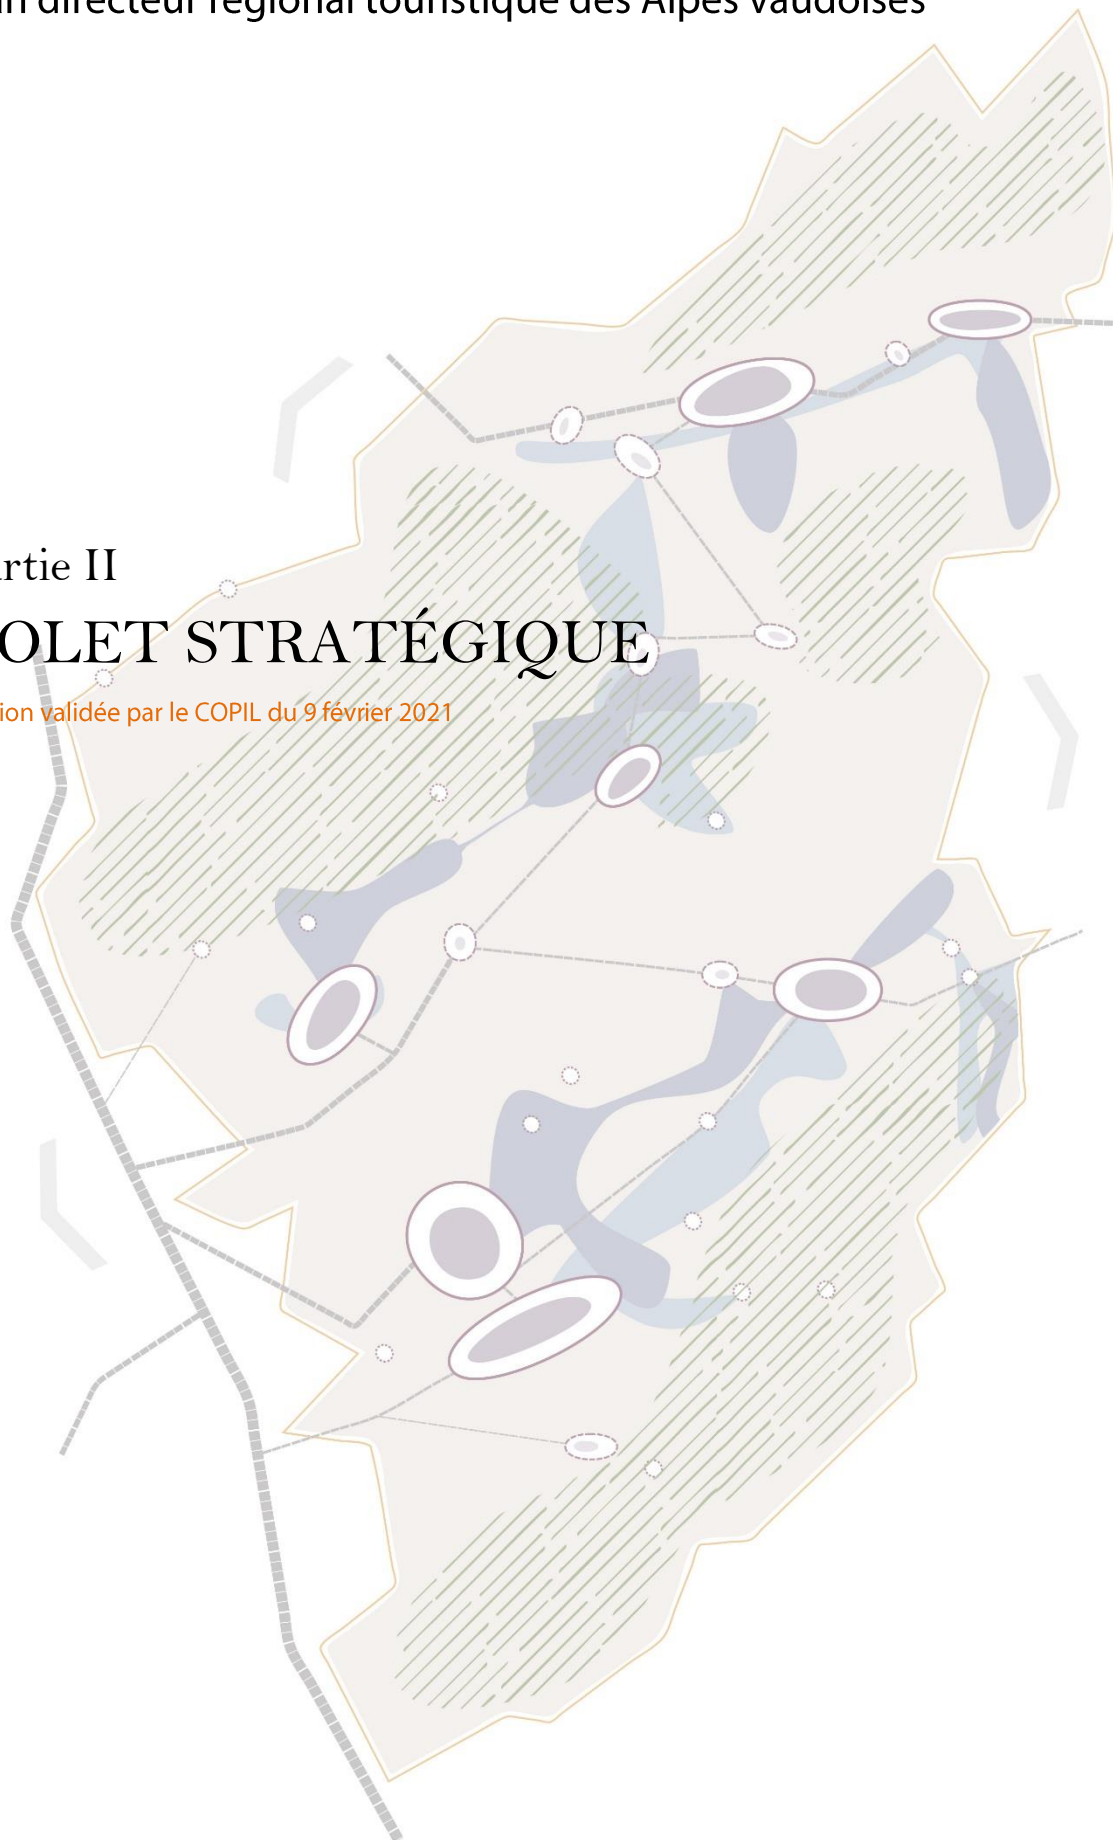 n directeur régional touristique des Alpes vaudoises
rtie II
OLET STRATÉGIQUE
ion validée par le COPIL du 9 février 2021